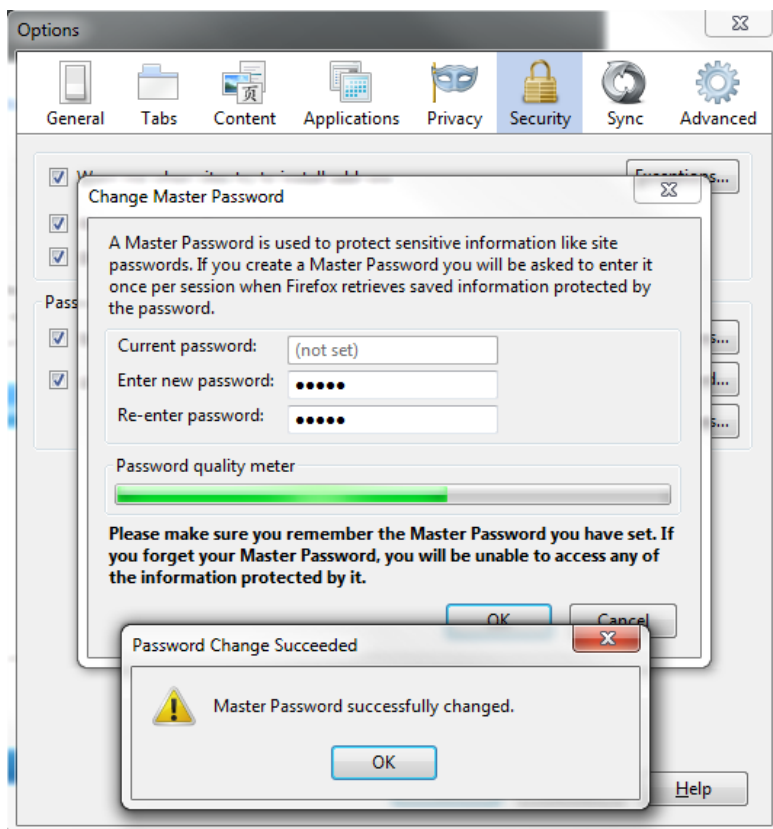 Options
General Tabs Content Applications Privacy Security Sync Advanced
Change Master Password
A Master Password is used to protect sensitive information like site
passwords. If you create a Master Password you will be asked to enter it
once per session when Firefox retrieves saved information protected by
the password.
Pass
Current password: (not set)
Enter new password: •••••
Re-enter password: •••••
Password quality meter
Please make sure you remember the Master Password you have set. If
you forget your Master Password, you will be unable to access any of
the information protected by it.
OK Cancel
Password Change Succeeded
Master Password successfully changed.
OK
Help